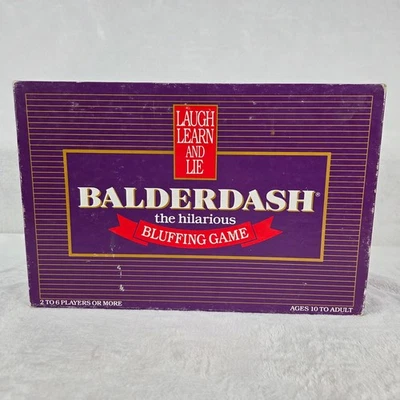 LAUGH
LEARN
AND
LIE
BALDERDASH®
the hilarious
BLUFFING GAME
2 TO 6 PLAYERS OR MORE
AGES 10 TO ADULT